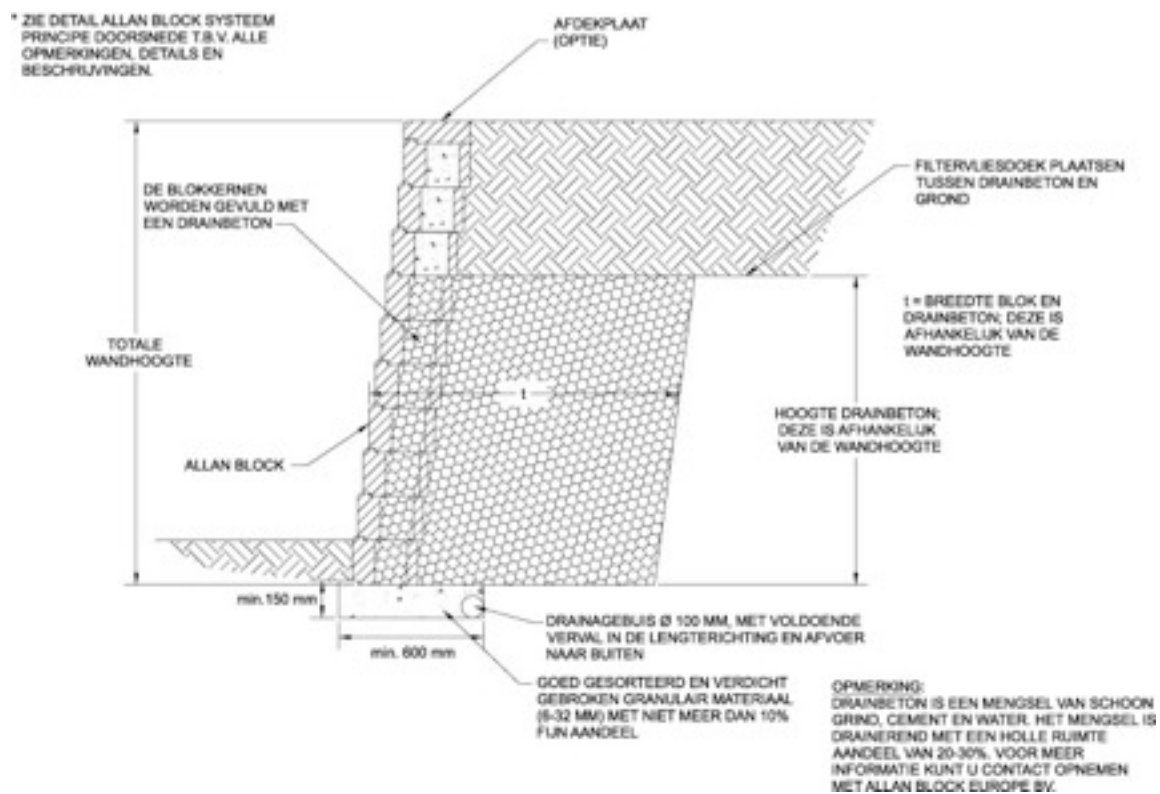 * ZIE DETAIL ALLAN BLOCK SYSTEEM
PRINCIPE DOORSNEDE T.B.V. ALLE
OPMERKINGEN, DETAILS EN
BESCHRIJVINGEN.
AFDEKPLAAT
(OPTIE)
DE BLOKKERNEN
WORDEN GEVULD MET
EEN DRAINBETON
FILTERVLIESDOEK PLAATSEN
TUSSEN DRAINBETON EN
GROND
t = BREEDTE BLOK EN
DRAINBETON; DEZE IS
AFHANKELIJK VAN DE
WANDHOOGTE
TOTALE
WANDHOOGTE
t
HOOGTE DRAINBETON;
DEZE IS AFHANKELIJK
VAN DE WANDHOOGTE
ALLAN BLOCK
min.150 mm
min. 600 mm
DRAINAGEBUIS Ø 100 MM, MET VOLDOENDE
VERVAL IN DE LENGTERICHTING EN AFVOER
NAAR BUITEN
GOED GESORTEERD EN VERDICHT
GEBROKEN GRANULAIR MATERIAAL
(6-32 MM) MET NIET MEER DAN 10%
FIJN AANDEEL
OPMERKING:
DRAINBETON IS EEN MENGSEL VAN SCHOON
GRIND, CEMENT EN WATER. HET MENGSEL IS
DRAINEREND MET EEN HOLLE RUIMTE
AANDEEL VAN 20-30%. VOOR MEER
INFORMATIE KUNT U CONTACT OPNEMEN
MET ALLAN BLOCK EUROPE BV.